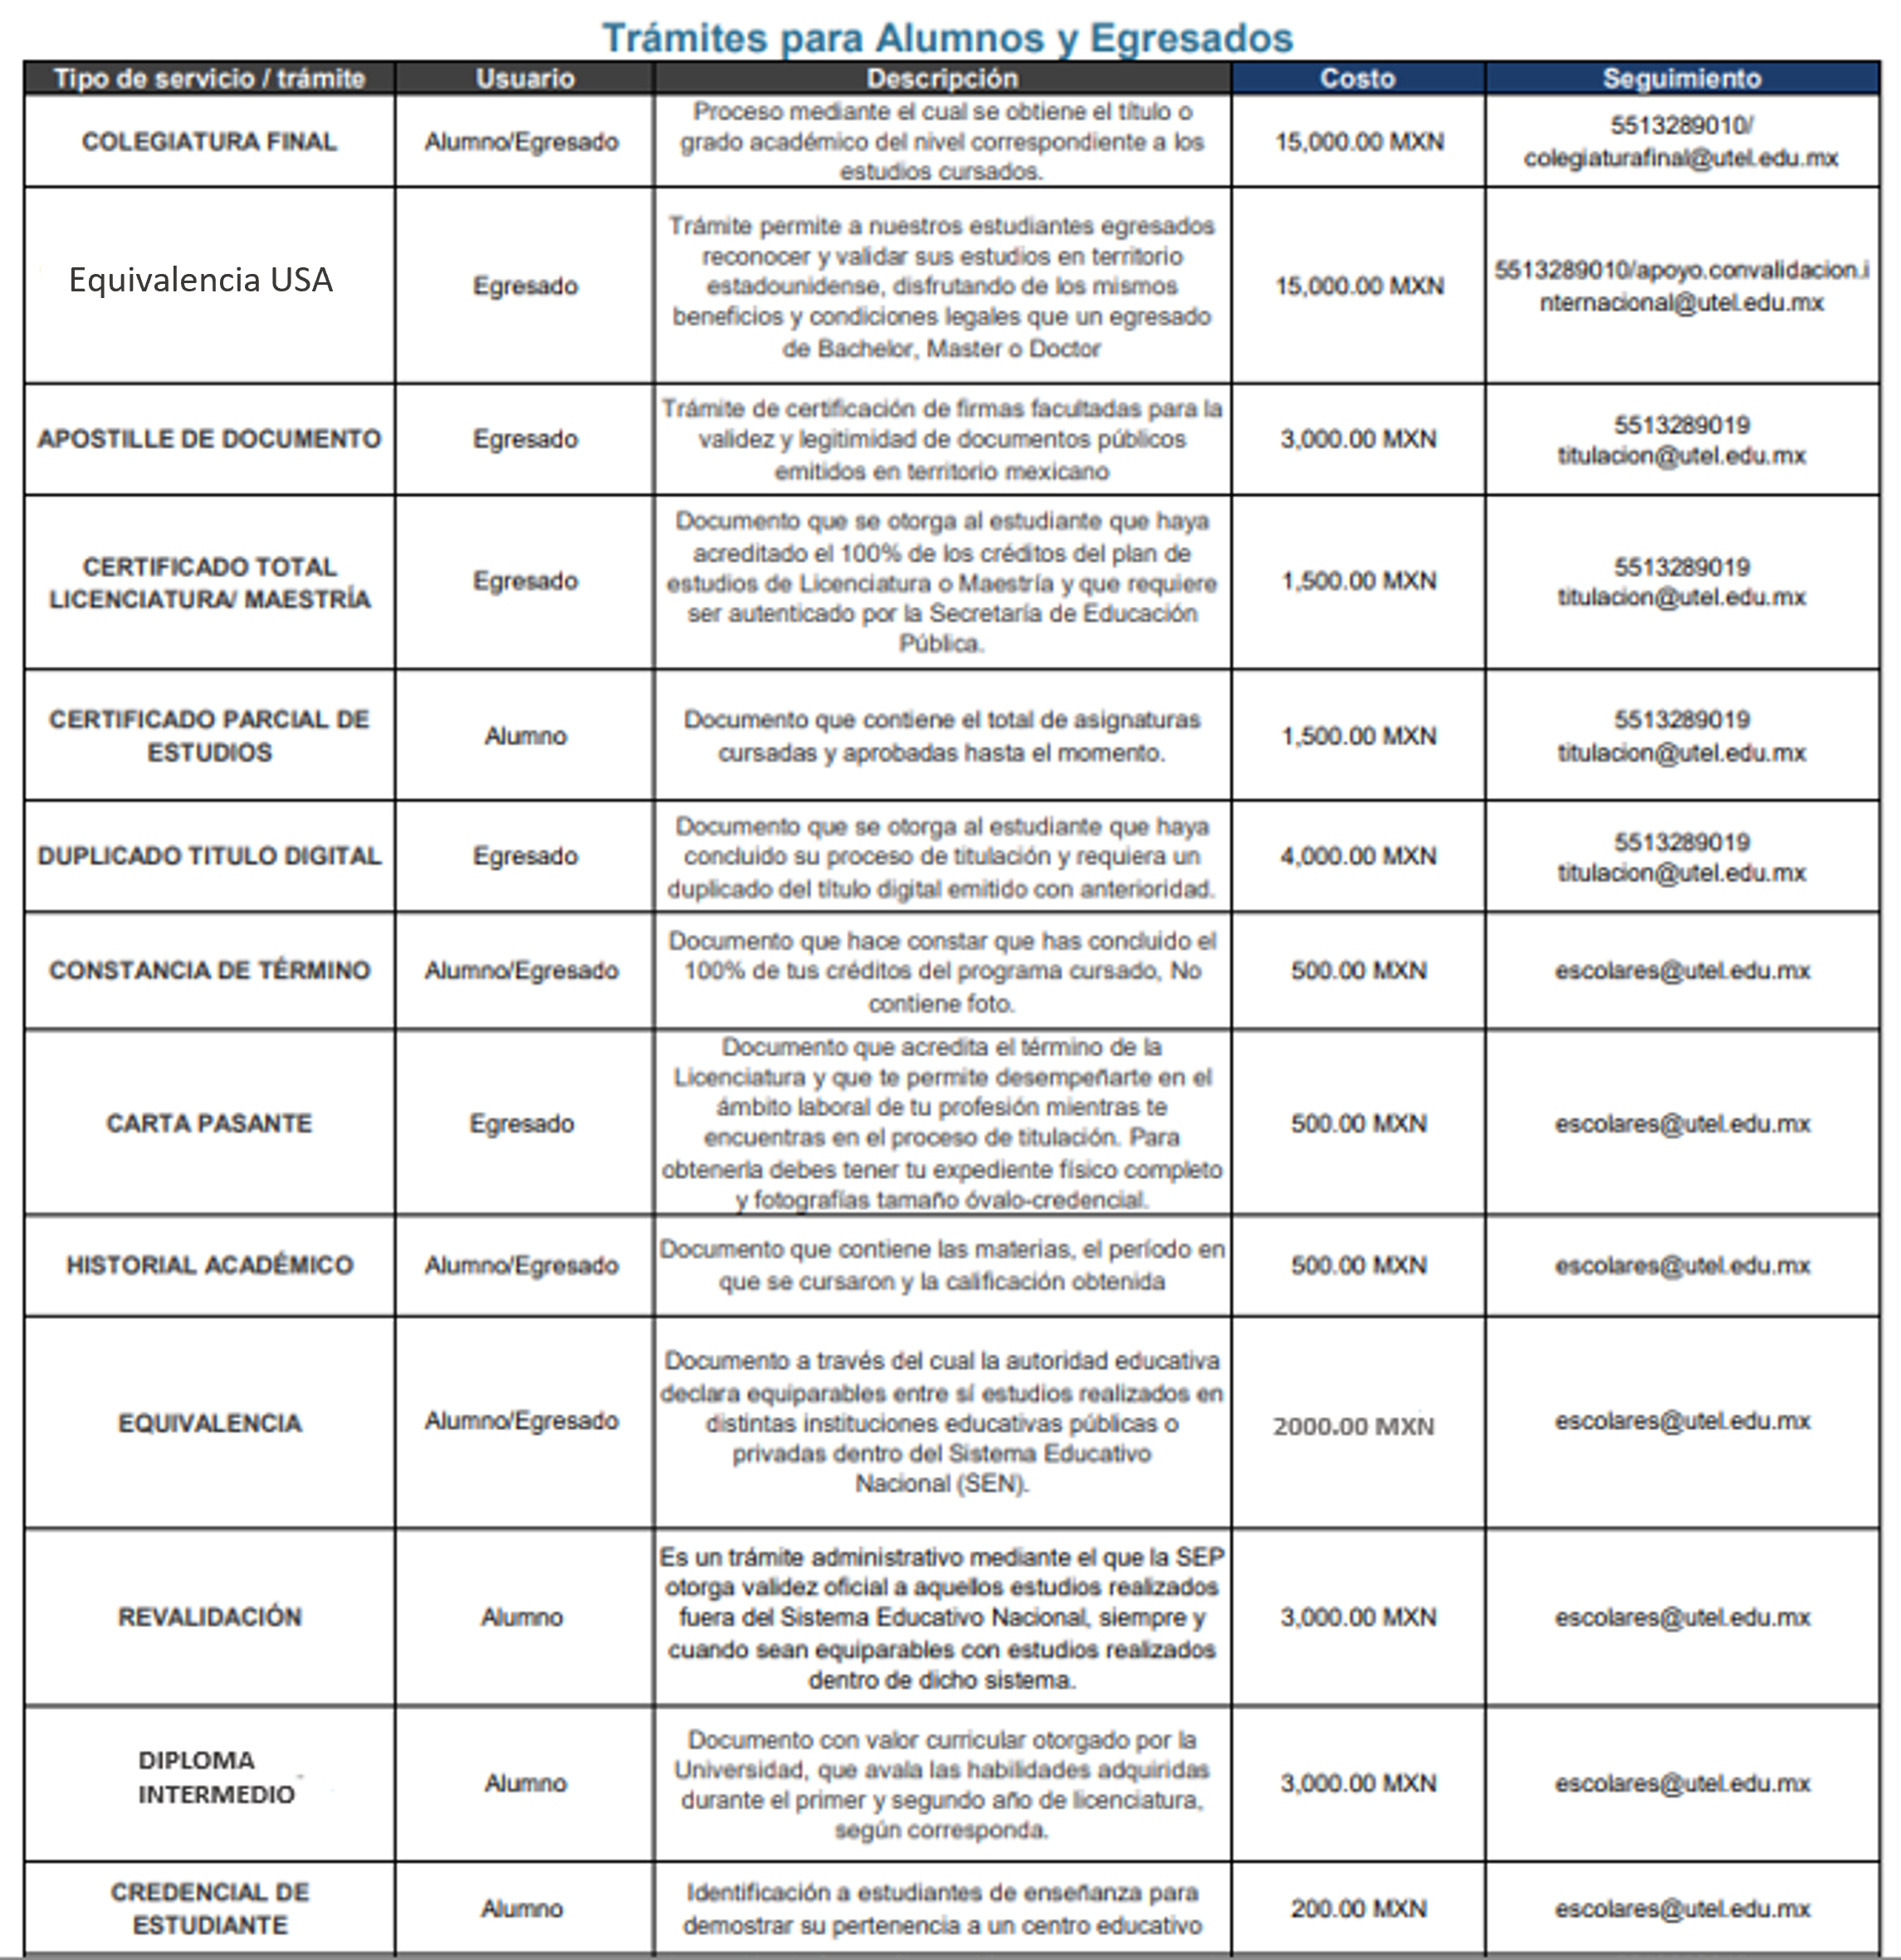 Trámites para Alumnos y Egresados
Tipo de servicio / trámite
Usuario
Descripción
Costo
Seguimiento
COLEGIATURA FINAL
Alumno/Egresado
Proceso mediante el cual se obtiene el título o
grado académico del nivel correspondiente a los
estudios cursados.
15,000.00 MXN
5513289010/
colegiaturafinal@utel.edu.mx
Equivalencia USA
Egresado
Trámite permite a nuestros estudiantes egresados
reconocer y validar sus estudios en territorio
estadounidense, disfrutando de los mismos
beneficios y condiciones legales que un egresado
de Bachelor, Master o Doctor
15,000.00 MXN
5513289010/apoyo.convalidacion.i
nternacional@utel.edu.mx
APOSTILLE DE DOCUMENTO
Egresado
Trámite de certificación de firmas facultadas para la
validez y legitimidad de documentos públicos
emitidos en territorio mexicano
3,000.00 MXN
5513289019
titulacion@utel.edu.mx
CERTIFICADO TOTAL
LICENCIATURA/ MAESTRÍA
Egresado
Documento que se otorga al estudiante que haya
acreditado el 100% de los créditos del plan de
estudios de Licenciatura o Maestría y que requiere
ser autenticado por la Secretaría de Educación
Pública.
1,500.00 MXN
5513289019
titulacion@utel.edu.mx
CERTIFICADO PARCIAL DE
ESTUDIOS
Alumno
Documento que contiene el total de asignaturas
cursadas y aprobadas hasta el momento.
1,500.00 MXN
5513289019
titulacion@utel.edu.mx
DUPLICADO TITULO DIGITAL
Egresado
Documento que se otorga al estudiante que haya
concluido su proceso de titulación y requiera un
duplicado del título digital emitido con anterioridad.
4,000.00 MXN
5513289019
titulacion@utel.edu.mx
CONSTANCIA DE TÉRMINO
Alumno/Egresado
Documento que hace constar que has concluido el
100% de tus créditos del programa cursado, No
contiene foto.
500.00 MXN
escolares@utel.edu.mx
CARTA PASANTE
Egresado
Documento que acredita el término de la
Licenciatura y que te permite desempeñarte en el
ámbito laboral de tu profesión mientras te
encuentras en el proceso de titulación. Para
obtenerla debes tener tu expediente físico completo
y fotografías tamaño óvalo-credencial.
500.00 MXN
escolares@utel.edu.mx
HISTORIAL ACADÉMICO
Alumno/Egresado
Documento que contiene las materias, el período en
que se cursaron y la calificación obtenida
500.00 MXN
escolares@utel.edu.mx
EQUIVALENCIA
Alumno/Egresado
Documento a través del cual la autoridad educativa
declara equiparables entre sí estudios realizados en
distintas instituciones educativas públicas o
privadas dentro del Sistema Educativo
Nacional (SEN).
2000.00 MXN
escolares@utel.edu.mx
REVALIDACIÓN
Alumno
Es un trámite administrativo mediante el que la SEP
otorga validez oficial a aquellos estudios realizados
fuera del Sistema Educativo Nacional, siempre y
cuando sean equiparables con estudios realizados
dentro de dicho sistema.
3,000.00 MXN
escolares@utel.edu.mx
DIPLOMA
INTERMEDIO
Alumno
Documento con valor curricular otorgado por la
Universidad, que avala las habilidades adquiridas
durante el primer y segundo año de licenciatura,
según corresponda.
3,000.00 MXN
escolares@utel.edu.mx
CREDENCIAL DE
ESTUDIANTE
Alumno
Identificación a estudiantes de enseñanza para
demostrar su pertenencia a un centro educativo
200.00 MXN
escolares@utel.edu.mx